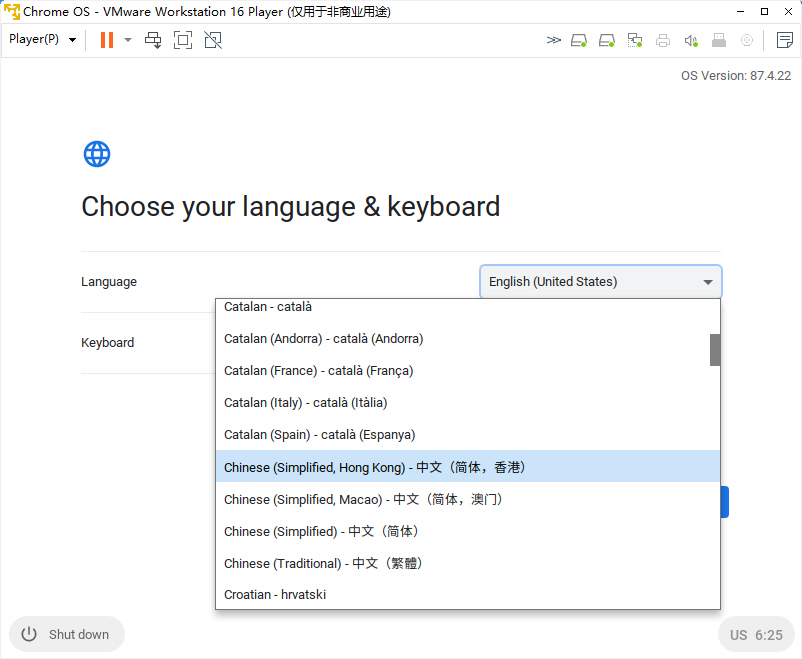 Chrome OS - VMware Workstation 16 Player (仅用于非商业用途)
Player(P)
OS Version: 87.4.22
Choose your language & keyboard
Language
English (United States)
Keyboard
Catalan - català
Catalan (Andorra) - català (Andorra)
Catalan (France) - català (França)
Catalan (Italy) - català (Itàlia)
Catalan (Spain) - català (Espanya)
Chinese (Simplified, Hong Kong) - 中文（简体，香港）
Chinese (Simplified, Macao) - 中文（简体，澳门）
Chinese (Simplified) - 中文（简体）
Chinese (Traditional) - 中文（繁體）
Croatian - hrvatski
Shut down
US 6:25